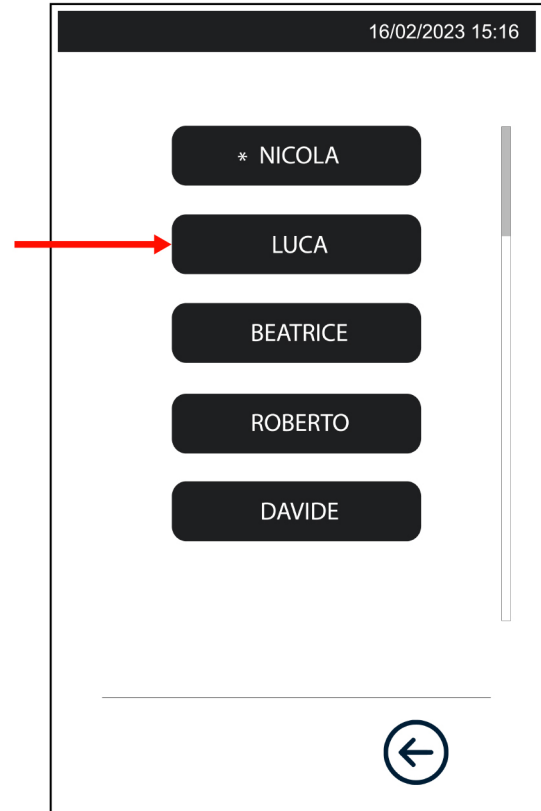 16/02/2023 15:16
* NICOLA
LUCA
BEATRICE
ROBERTO
DAVIDE